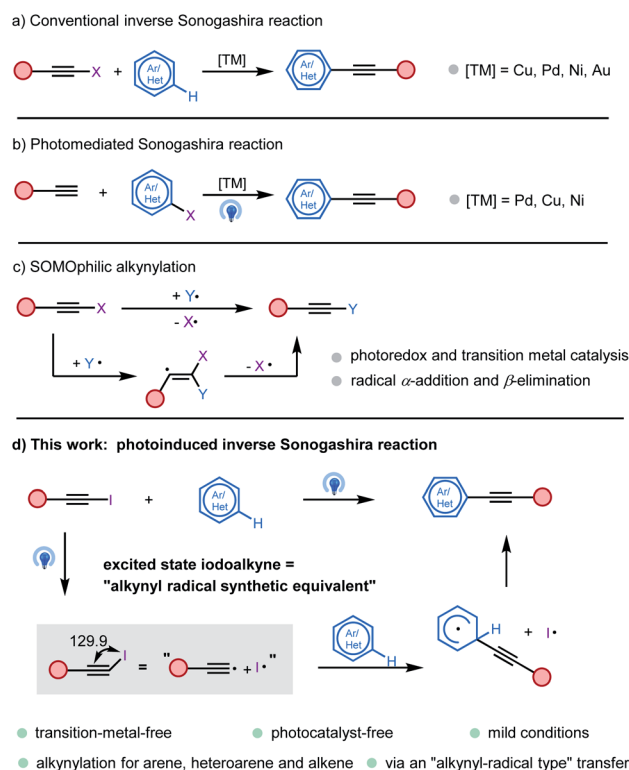 a) Conventional inverse Sonogashira reaction
X + Ar/Het H [TM] Ar/Het [TM] = Cu, Pd, Ni, Au
b) Photomediated Sonogashira reaction
+ Ar/Het X [TM] Ar/Het [TM] = Pd, Cu, Ni
c) SOMOphilic alkynylation
X + Y• - X• Y
+ Y• X Y - X•
photoredox and transition metal catalysis
radical α-addition and β-elimination
d) This work: photoinduced inverse Sonogashira reaction
I + Ar/Het H Ar/Het
excited state iodoalkyne =
"alkynyl radical synthetic equivalent"
129.9 I = " • + I• " Ar/Het H • H + I•
transition-metal-free photocatalyst-free mild conditions
alkynylation for arene, heteroarene and alkene via an "alkynyl-radical type" transfer